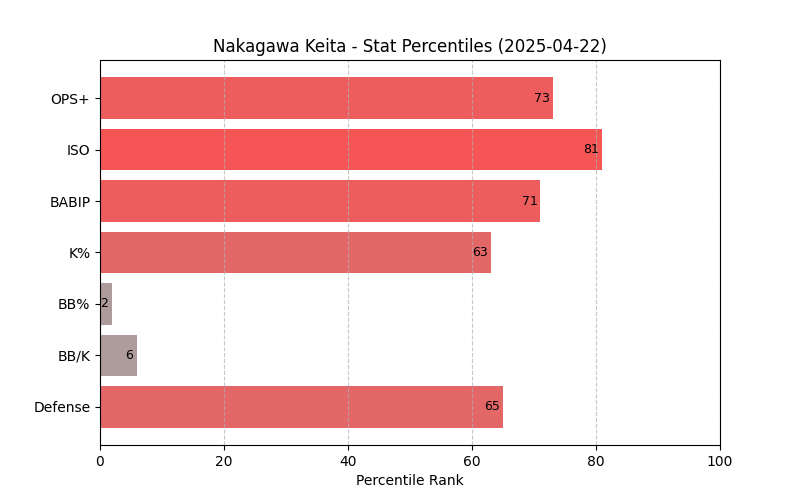 Nakagawa Keita - Stat Percentiles (2025-04-22)
OPS+ 73
ISO 81
BABIP 71
K% 63
BB% 2
BB/K 6
Defense 65
0 20 40 60 80 100
Percentile Rank